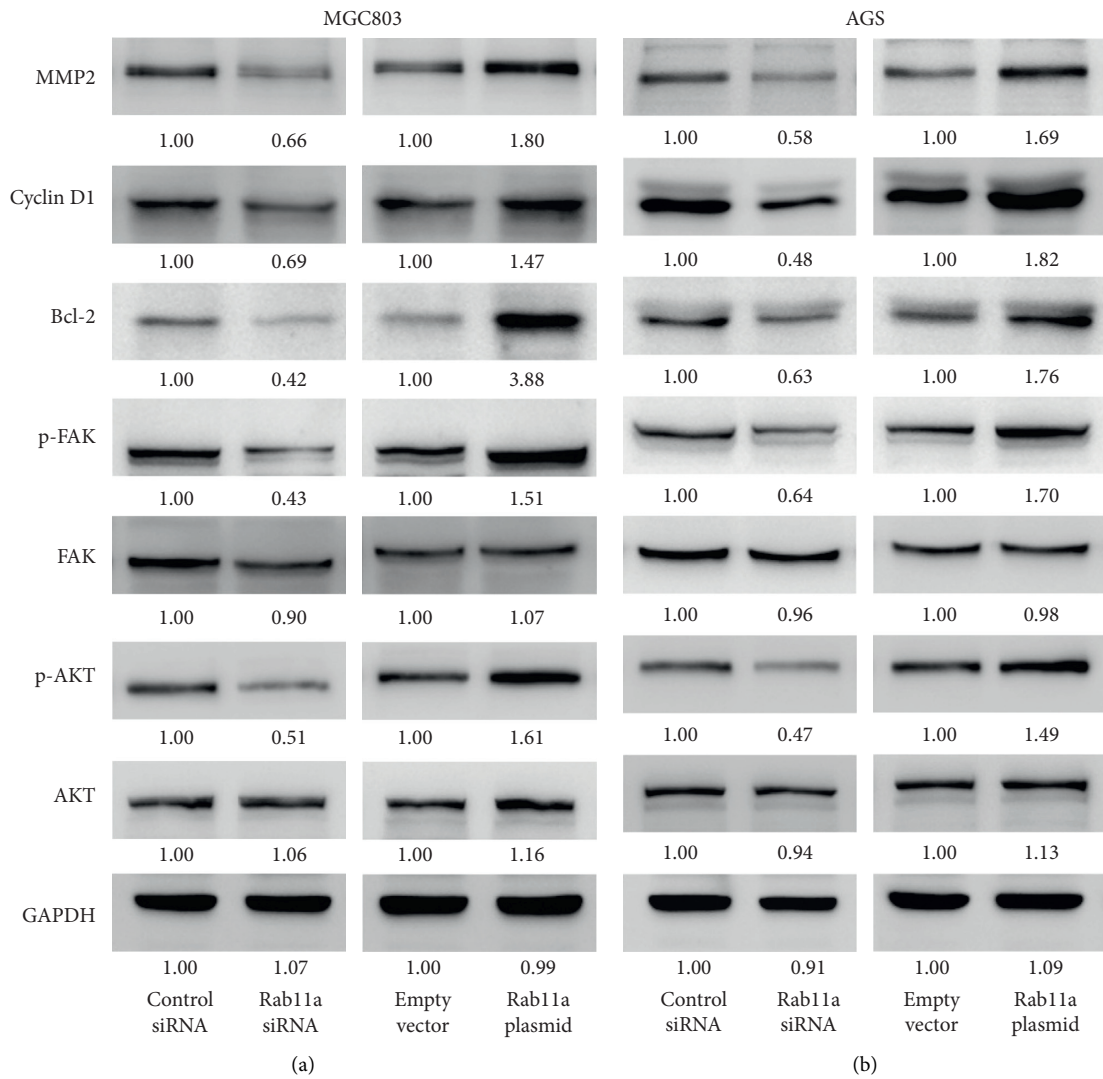 MGC803 AGS
MMP2
1.00 0.66 1.00 1.80 1.00 0.58 1.00 1.69
Cyclin D1
1.00 0.69 1.00 1.47 1.00 0.48 1.00 1.82
Bcl-2
1.00 0.42 1.00 3.88 1.00 0.63 1.00 1.76
p-FAK
1.00 0.43 1.00 1.51 1.00 0.64 1.00 1.70
FAK
1.00 0.90 1.00 1.07 1.00 0.96 1.00 0.98
p-AKT
1.00 0.51 1.00 1.61 1.00 0.47 1.00 1.49
AKT
1.00 1.06 1.00 1.16 1.00 0.94 1.00 1.13
GAPDH
1.00 1.07 1.00 0.99 1.00 0.91 1.00 1.09
Control Rab11a Empty Rab11a Control Rab11a Empty Rab11a
siRNA siRNA vector plasmid siRNA siRNA vector plasmid
(a) (b)